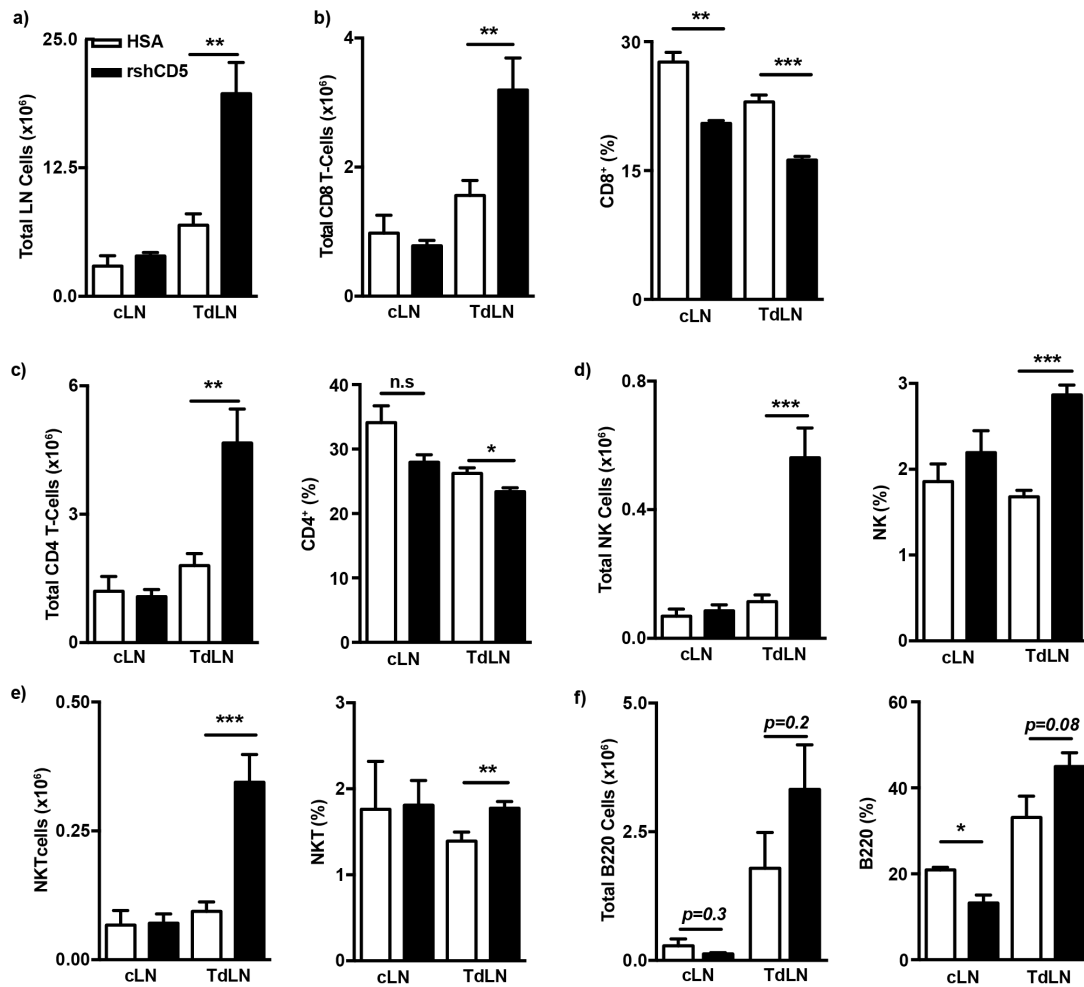 a)
Total LN Cells (x10⁶)
25.0
12.5
0.0
HSA
rshCD5
**
cLN
TdLN
b)
Total CD8 T-Cells (x10⁶)
4
2
0
**
cLN
TdLN
CD8⁺ (%)
30
15
0
**
***
cLN
TdLN
c)
Total CD4 T-Cells (x10⁶)
6
3
0
**
cLN
TdLN
CD4⁺ (%)
40
30
20
10
0
n.s
*
cLN
TdLN
d)
Total NK Cells (x10⁶)
0.8
0.4
0.0
***
cLN
TdLN
NK (%)
3
2
1
0
***
cLN
TdLN
e)
NKTcells (x10⁶)
0.50
0.25
0.00
***
cLN
TdLN
NKT (%)
3
2
1
0
**
cLN
TdLN
f)
Total B220 Cells (x10⁶)
5.0
2.5
0.0
p=0.3
p=0.2
cLN
TdLN
B220 (%)
60
40
20
0
*
p=0.08
cLN
TdLN